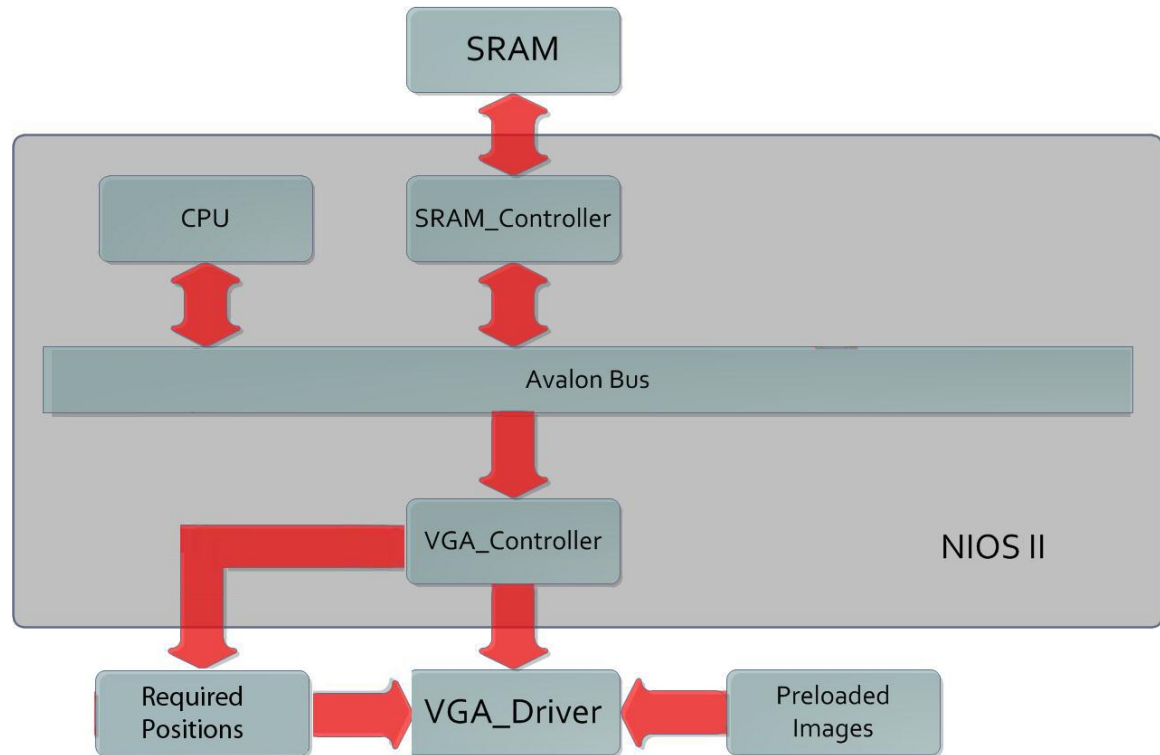 SRAM
CPU
SRAM_Controller
Avalon Bus
VGA_Controller
NIOS II
Required
Positions
VGA_Driver
Preloaded
Images